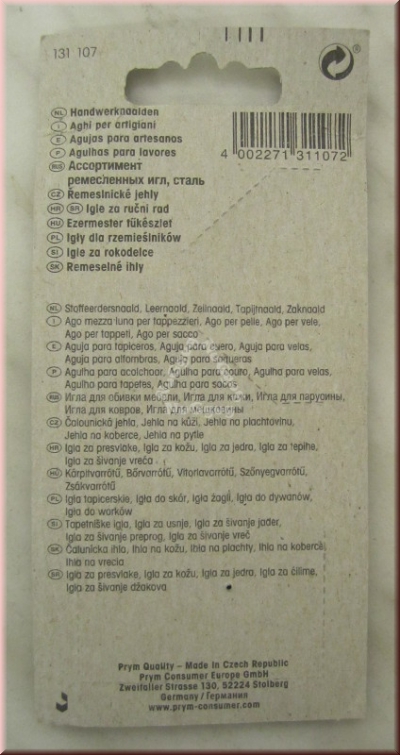 131 107
NL Handwerknaalden
I Aghi per artigiani
E Agujas para artesanos
P Agulhas para lavores
RUS Ассортимент
ремесленных игл, сталь
CZ Řemeslnické jehly
HR SR Igle za ručni rad
HU Ezermester tűkészlet
PL Igły dla rzemieślników
SI Igle za rokodelce
SK Remeselné ihly
4 002271 311072
NL Stoffeerdersnaald, Leernaald, Zeilnaald, Tapijtnaald, Zaknaald
I Ago mezza luna per tappezzieri, Ago per pelle, Ago per vele,
Ago per tappeti, Ago per sacco
E Aguja para tapiceros, Aguja para cuero, Aguja para velas,
Aguja para alfombras, Aguja para
P Agulha para acolchoar, Agulha para couro, Agulha para velas,
Agulha para tapetes, Agulha para sacos
RUS Игла для обивки мебели, Игла для кожи, Игла для парусины,
Игла для ковров, Игла для мешковины
CZ Čalounická jehla, Jehla na kůži, Jehla na plachtovinu,
Jehla na koberce, Jehla na pytle
HR Igla za presvlake, Igla za kožu, Igla za jedra, Igla za tepihe,
Igla za šivanje vreća
HU Kárpitvarrótű, Bőrvarrótű, Vitorlavarrótű, Szőnyegvarrótű,
Zsákvarrótű
PL Igła tapicerskie, Igła do skór, Igła żagli, Igła do dywanów,
Igła do worków
SI Tapetniške igla, Igla za usnje, Igla za šivanje jader,
Igla za šivanje preprog, Igla za šivanje vreč
SK Čalunícka ihla, Ihla na kožu, Ihla na plachty, Ihla na koberce,
Ihla na vrecia
SR Igla za presvlake, Igla za kožu, Igla za jedra, Igla za ćilime,
Igla za šivanje džakova
Prym Quality – Made in Czech Republic
Prym Consumer Europe GmbH
Zweifaller Strasse 130, 52224 Stolberg
Germany / Германия
www.prym-consumer.com